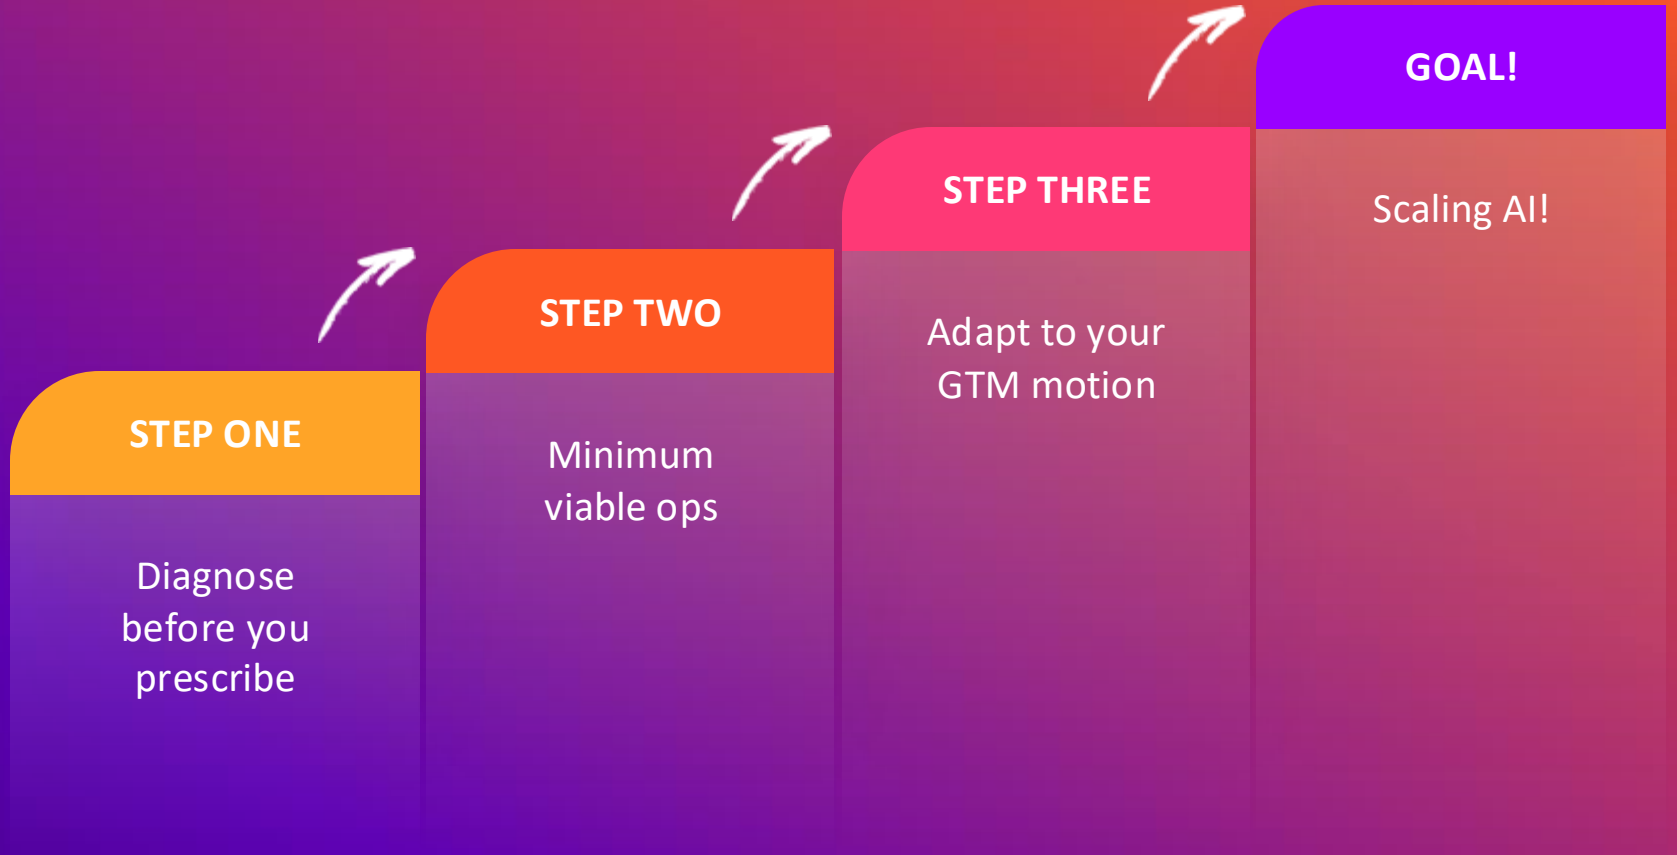 STEP ONE
Diagnose
before you
prescribe
STEP TWO
Minimum
viable ops
STEP THREE
Adapt to your
GTM motion
GOAL!
Scaling AI!